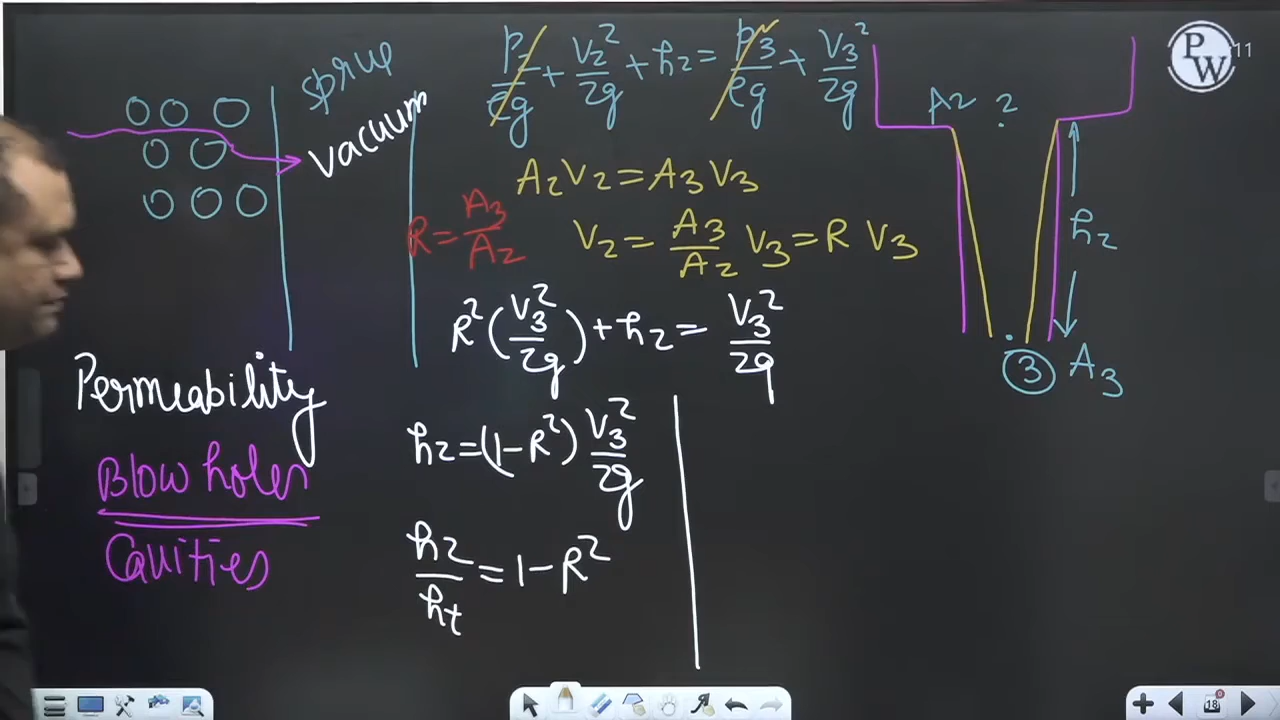 sprue
vacuum
Permeability
Blow holes
Cavities
P/ρg + V2²/2g + h2 = P3/ρg + V3²/2g
A2V2 = A3V3
R = A3/A2
V2 = A3/A2 V3 = R V3
R²(V3²/2g) + h2 = V3²/2g
h2 = (1-R²) V3²/2g
h2/ht = 1-R²
A2 ?
h2
3 A3
PW
11
18